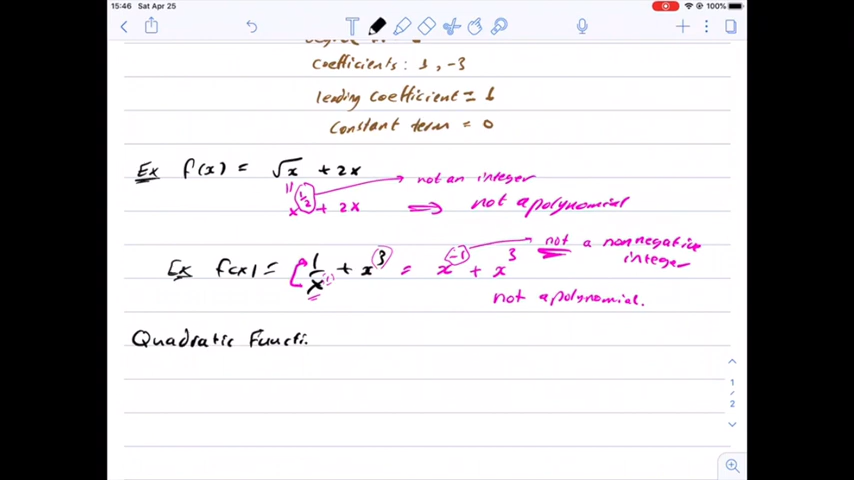 15:46 Sat Apr 25 100%
coefficients: 1, -3
leading coefficient = 1
constant term = 0
Ex f(x) = √x + 2x
not an integer
" x^{1/2} + 2x ⟹ not a polynomial
Ex f(x) = 1/x + x^3 = x^{-1} + x^3
not a nonnegative
integer
not a polynomial.
Quadratic Functi
1
/
2